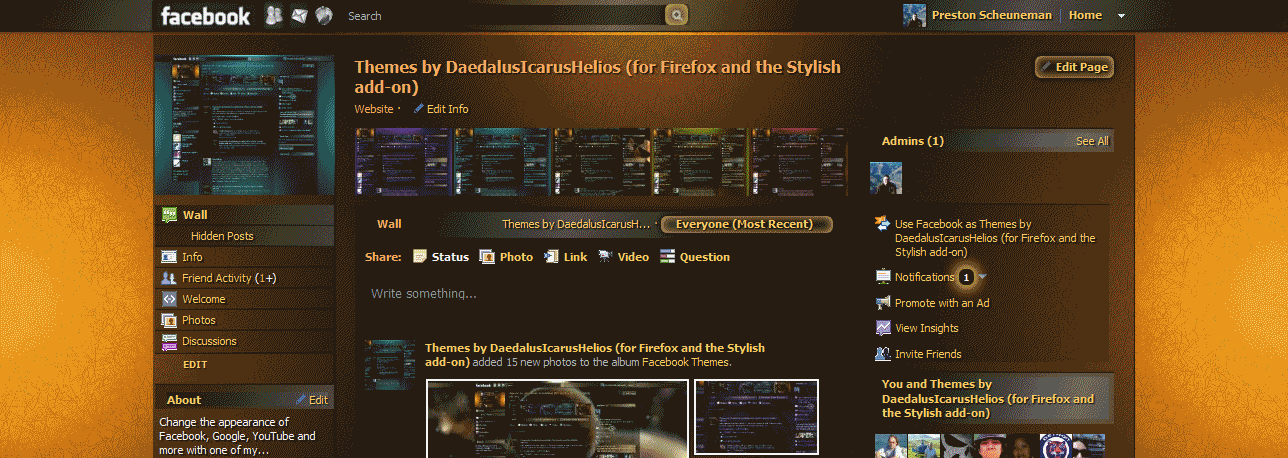 facebook
Search
Preston Scheuneman
Home
Themes by DaedalusIcarusHelios (for Firefox and the Stylish
add-on)
Website ·
Edit Info
Edit Page
Admins (1)
See All
Wall
Hidden Posts
Info
Friend Activity (1+)
Welcome
Photos
Discussions
EDIT
About
Edit
Change the appearance of
Facebook, Google, YouTube and
more with one of my...
Wall
Themes by DaedalusIcarusH... ·
Everyone (Most Recent)
Share:
Status
Photo
Link
Video
Question
Write something...
Themes by DaedalusIcarusHelios (for Firefox and the Stylish
add-on) added 15 new photos to the album Facebook Themes.
facebook
Use Facebook as Themes by
DaedalusIcarusHelios (for Firefox and the
Stylish add-on)
Notifications 1
Promote with an Ad
View Insights
Invite Friends
You and Themes by
DaedalusIcarusHelios (for Firefox and
the Stylish add-on)